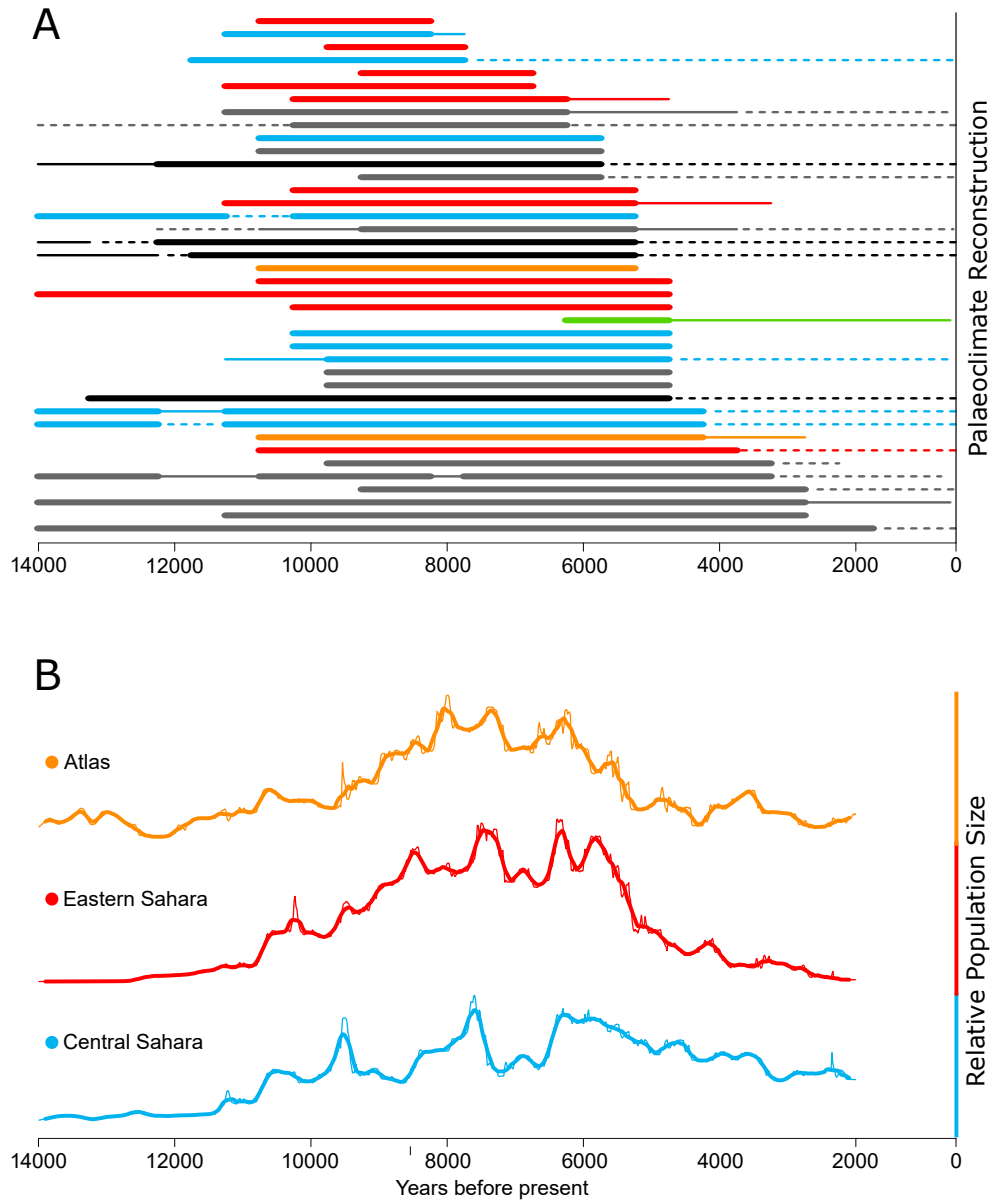 A
Palaeoclimate Reconstruction
14000 12000 10000 8000 6000 4000 2000 0
B
Atlas
Eastern Sahara
Central Sahara
Relative Population Size
14000 12000 10000 8000 6000 4000 2000 0
Years before present